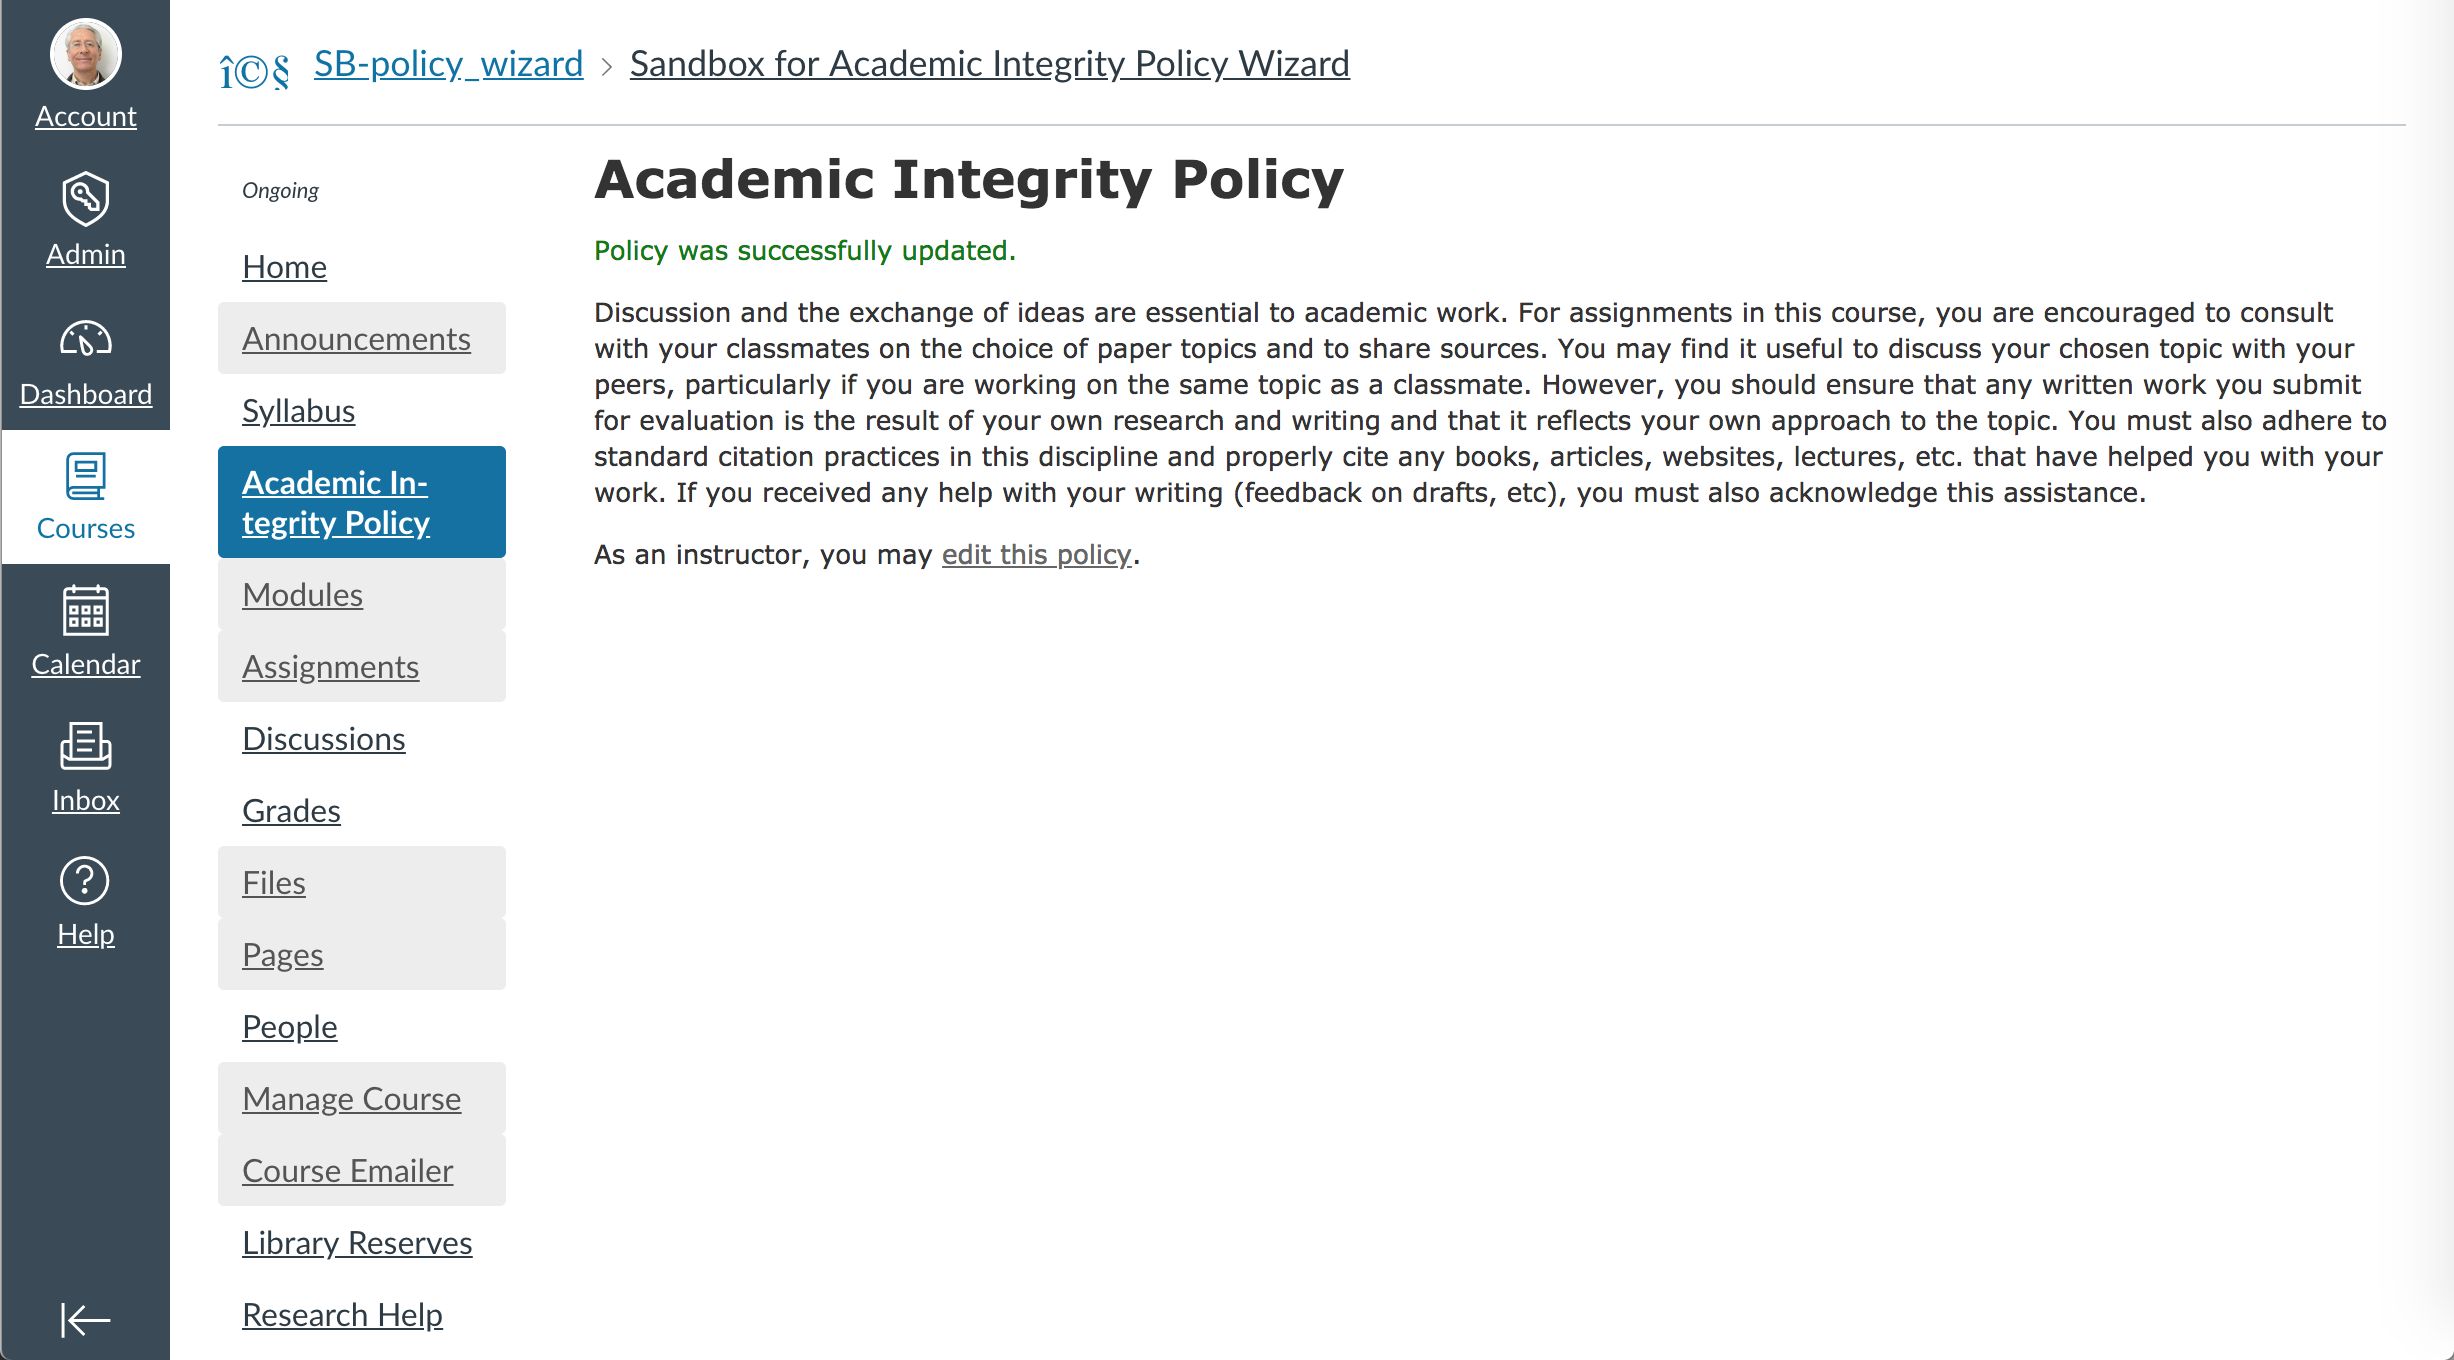 Account
Admin
Dashboard
Courses
Calendar
Inbox
Help
î©§ SB-policy_wizard > Sandbox for Academic Integrity Policy Wizard
Ongoing
Home
Announcements
Syllabus
Academic In-
tegrity Policy
Modules
Assignments
Discussions
Grades
Files
Pages
People
Manage Course
Course Emailer
Library Reserves
Research Help
Academic Integrity Policy
Policy was successfully updated.
Discussion and the exchange of ideas are essential to academic work. For assignments in this course, you are encouraged to consult
with your classmates on the choice of paper topics and to share sources. You may find it useful to discuss your chosen topic with your
peers, particularly if you are working on the same topic as a classmate. However, you should ensure that any written work you submit
for evaluation is the result of your own research and writing and that it reflects your own approach to the topic. You must also adhere to
standard citation practices in this discipline and properly cite any books, articles, websites, lectures, etc. that have helped you with your
work. If you received any help with your writing (feedback on drafts, etc), you must also acknowledge this assistance.
As an instructor, you may edit this policy.